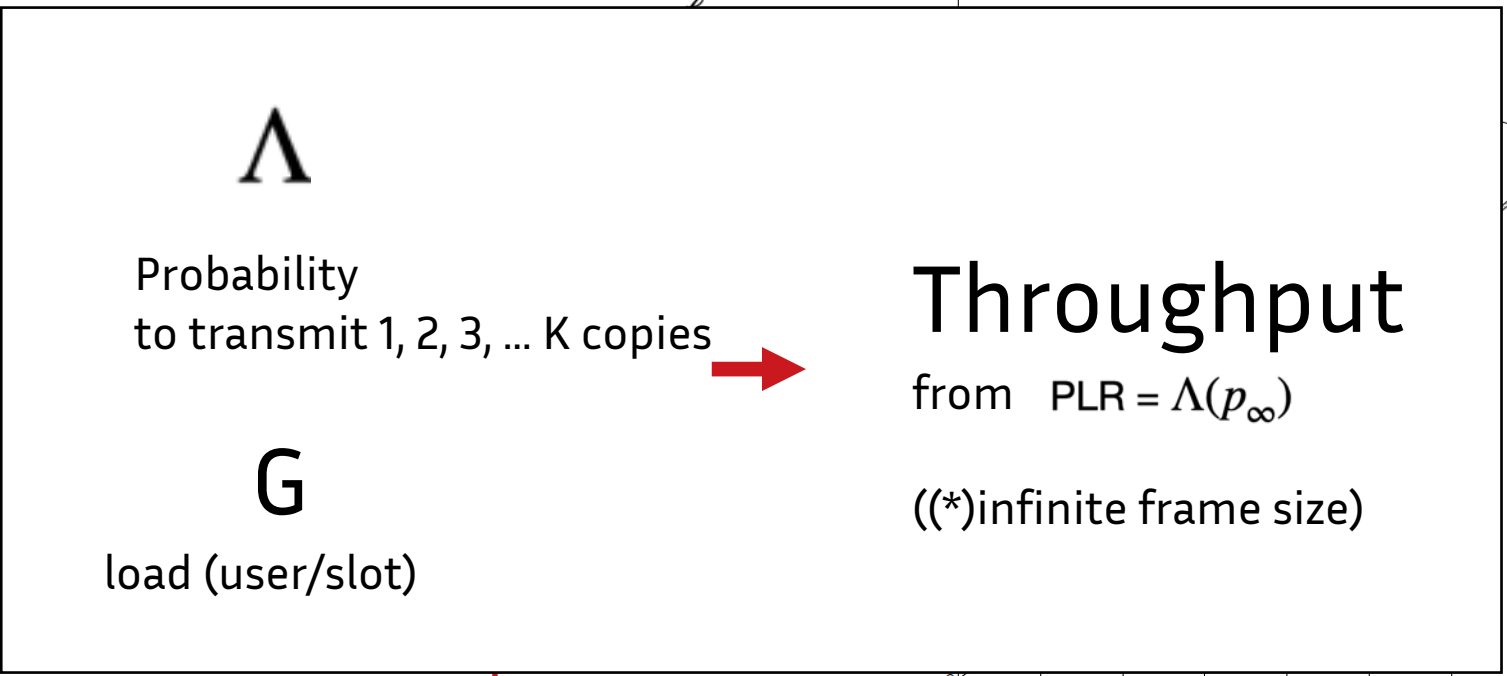 Λ
Probability
to transmit 1, 2, 3, ... K copies
G
load (user/slot)
Throughput
from PLR = Λ(p∞)
((*)infinite frame size)